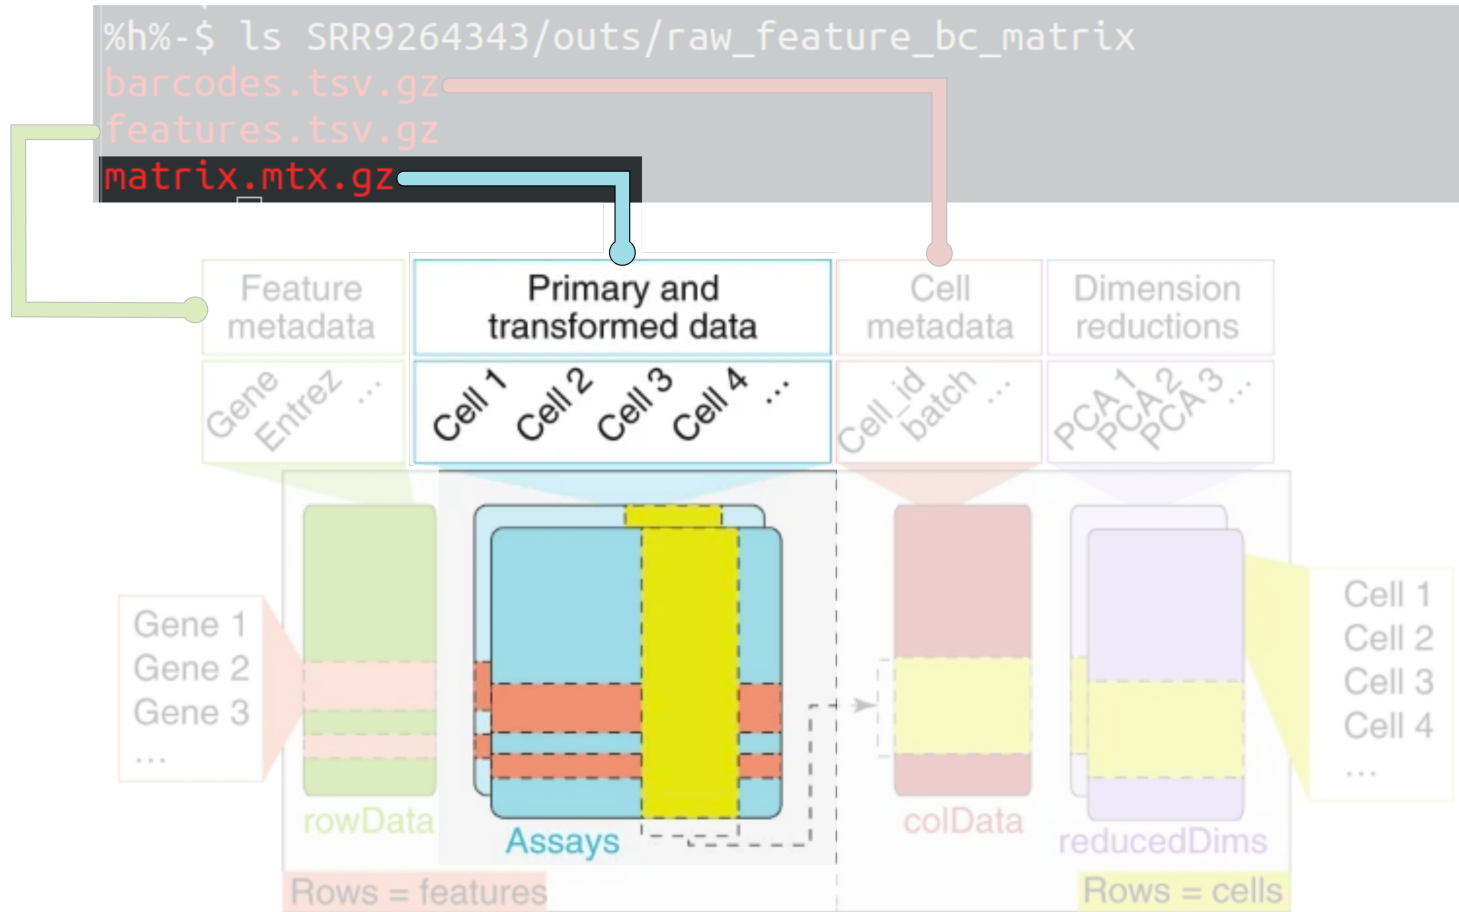 %h%-$ ls SRR9264343/outs/raw_feature_bc_matrix
barcodes.tsv.gz
features.tsv.gz
matrix.mtx.gz
Feature
metadata
Primary and
transformed data
Cell
metadata
Dimension
reductions
Gene
Entrez
...
Cell 1
Cell 2
Cell 3
Cell 4
...
Cell_id
batch
...
PCA 1
PCA 2
PCA 3
...
Gene 1
Gene 2
Gene 3
...
Cell 1
Cell 2
Cell 3
Cell 4
...
rowData
Assays
colData
reducedDims
Rows = features
Rows = cells